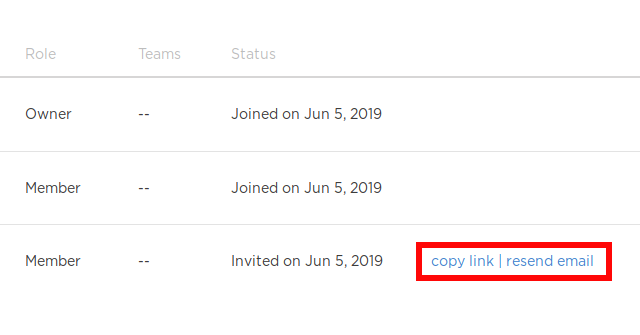 Role Teams Status
Owner -- Joined on Jun 5, 2019
Member -- Joined on Jun 5, 2019
Member -- Invited on Jun 5, 2019 copy link | resend email